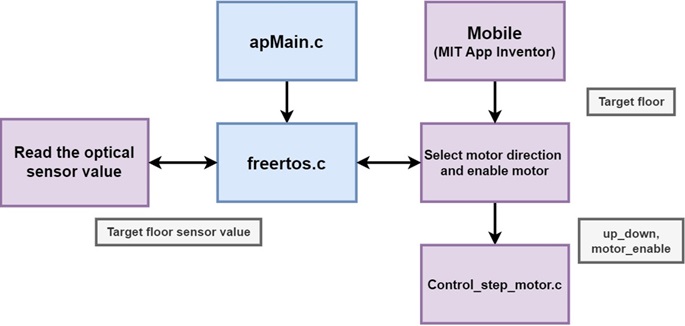 apMain.c
Mobile
(MIT App Inventor)
Target floor
Read the optical
sensor value
freertos.c
Select motor direction
and enable motor
Target floor sensor value
up_down,
motor_enable
Control_step_motor.c